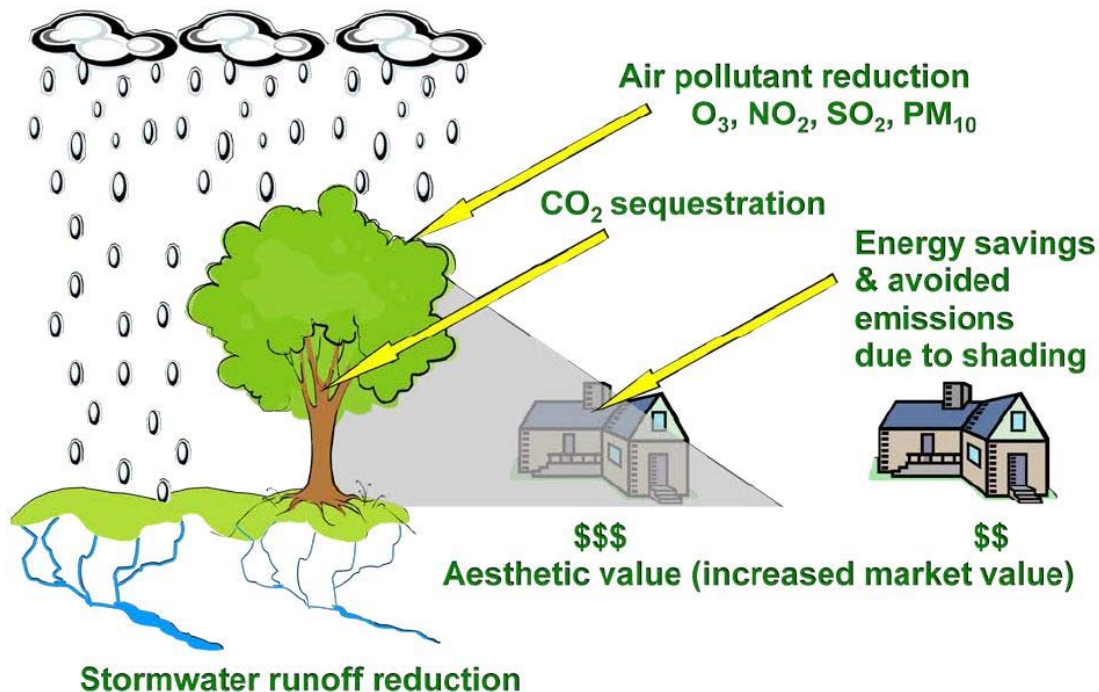 Air pollutant reduction
O₃, NO₂, SO₂, PM₁₀
CO₂ sequestration
Energy savings
& avoided
emissions
due to shading
$$$ $$
Aesthetic value (increased market value)
Stormwater runoff reduction